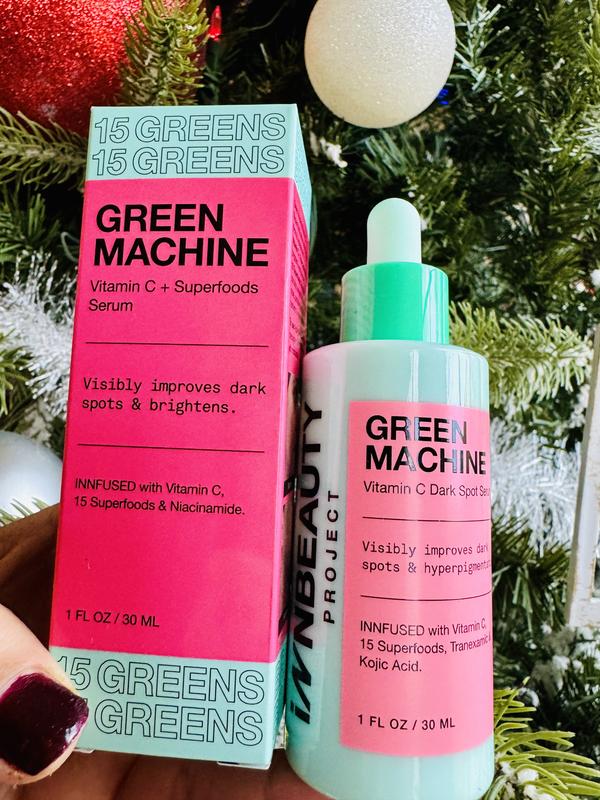 15 GREENS
15 GREENS
GREEN
MACHINE
Vitamin C + Superfoods
Serum
Visibly improves dark
spots & brightens.
INNFUSED with Vitamin C,
15 Superfoods & Niacinamide.
1 FL OZ / 30 ML
15 GREENS
GREENS
iNNBEAUTY
PROJECT
GREEN
MACHINE
Vitamin C Dark Spot
Visibly improves dark
spots &
INNFUSED with Vitamin C,
15 Superfoods,
Kojic Acid.
1 FL OZ / 30 ML